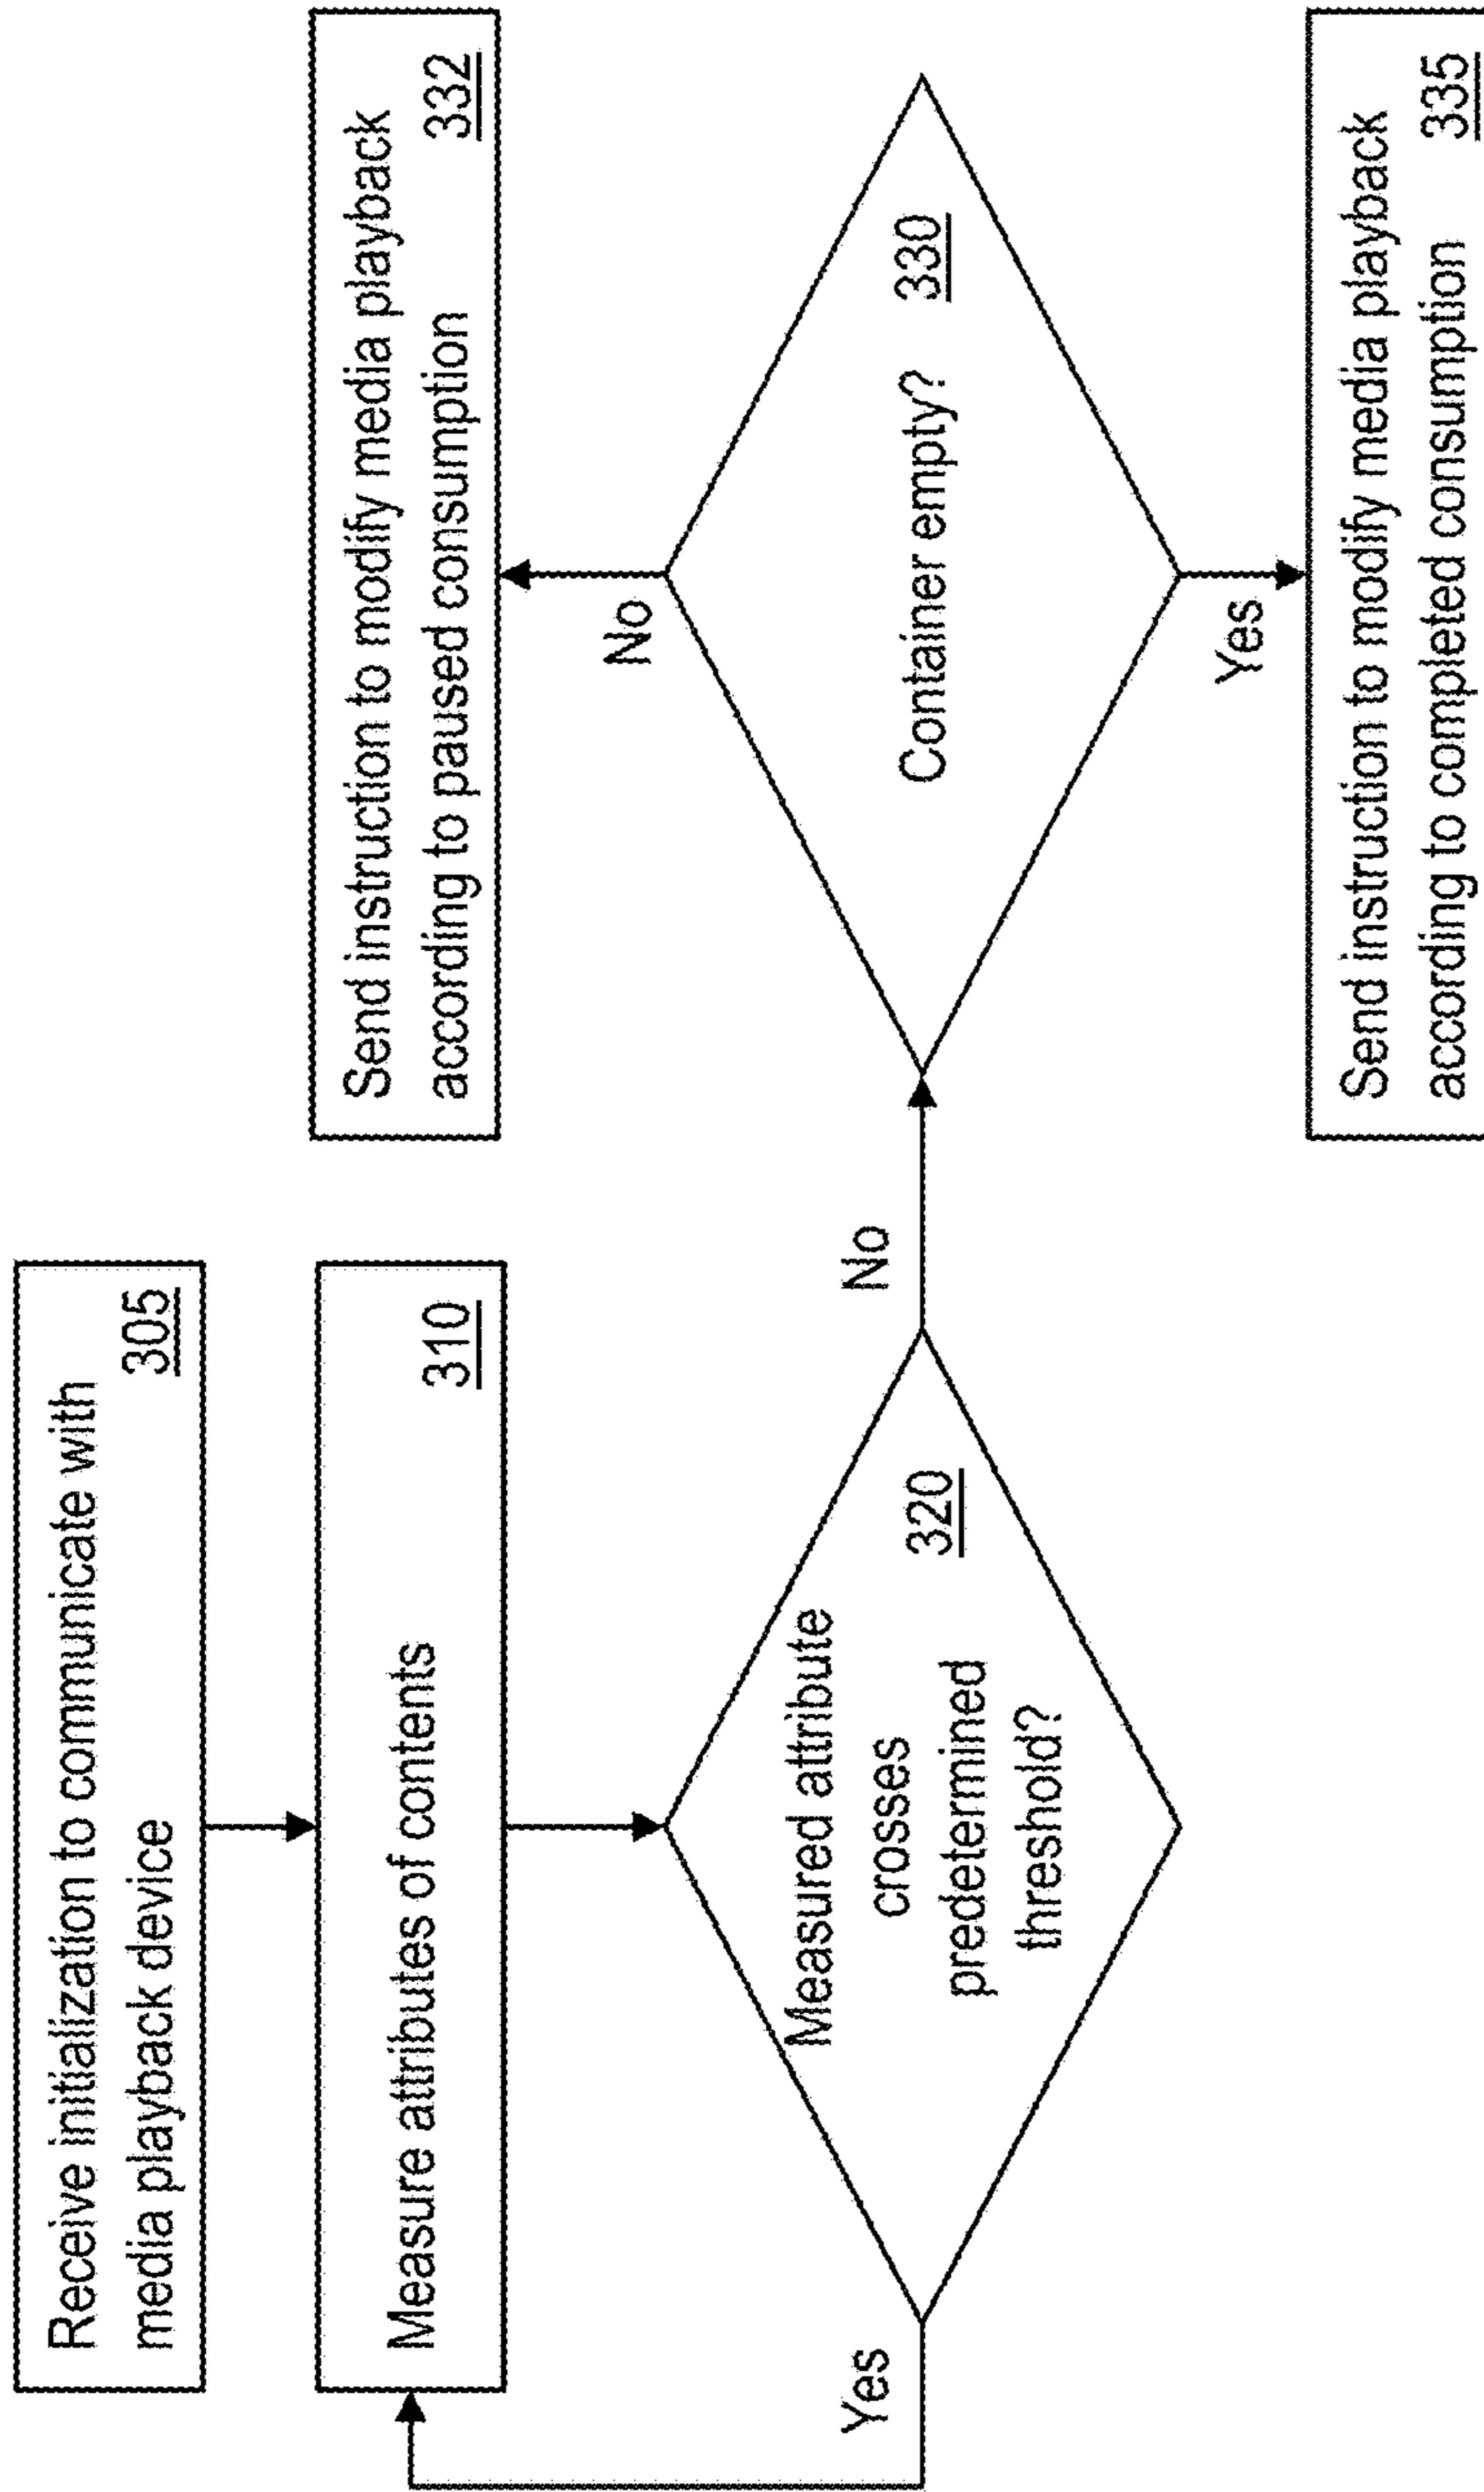 Receive initialization to communicate with
media playback device 305
Measure attributes of contents
310
Measured attribute
crosses 320
predetermined
threshold?
Yes
No
Container empty? 330
No
Send instruction to modify media playback
according to paused consumption 332
Yes
Send instruction to modify media playback
according to completed consumption 335